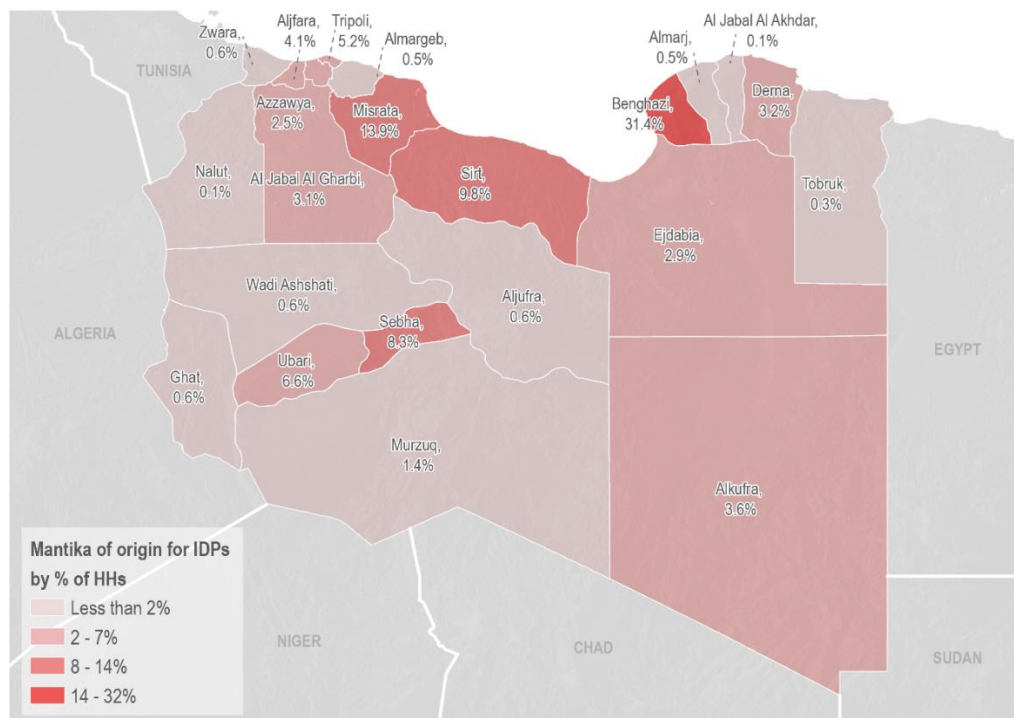 Zwara,
0.6%
Aljfara,
4.1%
Tripoli,
5.2%
Almargeb,
0.5%
Al Jabal Al Akhdar,
0.1%
Almarj,
0.5%
TUNISIA
Azzawya,
2.5%
Misrata,
13.9%
Benghazi,
31.4%
Derna,
3.2%
Nalut,
0.1%
Al Jabal Al Gharbi,
3.1%
Sirt,
9.8%
Tobruk,
0.3%
Ejdabia,
2.9%
Wadi Ashshati,
0.6%
Aljufra,
0.6%
Sebha,
8.3%
ALGERIA
EGYPT
Ubari,
6.6%
Ghat,
0.6%
Murzuq,
1.4%
Alkufra,
3.6%
Mantika of origin for IDPs
by % of HHs
Less than 2%
2 - 7%
8 - 14%
14 - 32%
NIGER
CHAD
SUDAN